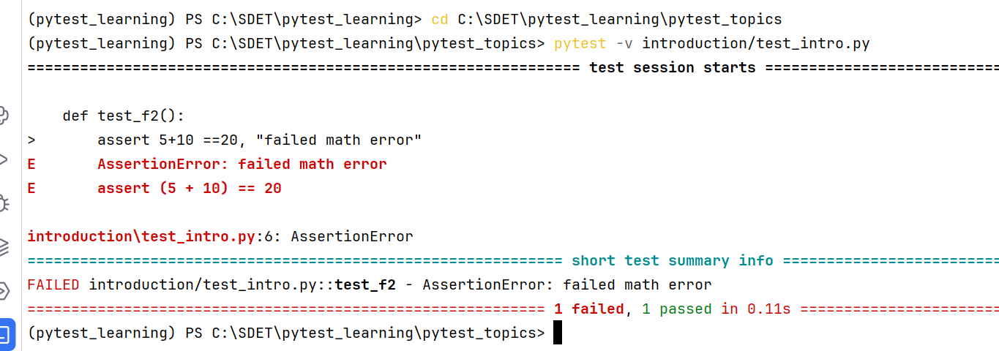 (pytest_learning) PS C:\SDET\pytest_learning> cd C:\SDET\pytest_learning\pytest_topics
(pytest_learning) PS C:\SDET\pytest_learning\pytest_topics> pytest -v introduction/test_intro.py
=============================================================== test session starts ===========================
    def test_f2():
>       assert 5+10 ==20, "failed math error"
E       AssertionError: failed math error
E       assert (5 + 10) == 20
introduction\test_intro.py:6: AssertionError
============================================================= short test summary info =========================
FAILED introduction/test_intro.py::test_f2 - AssertionError: failed math error
=========================================================== 1 failed, 1 passed in 0.11s =======================
(pytest_learning) PS C:\SDET\pytest_learning\pytest_topics>